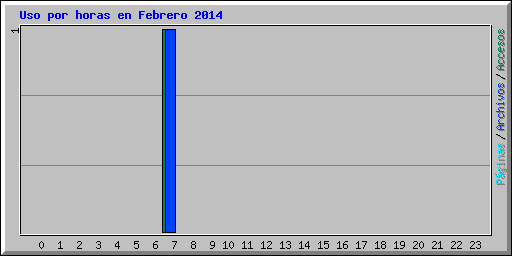 Uso por horas en Febrero 2014
1
Páginas / Archivos / Accesos
0 1 2 3 4 5 6 7 8 9 10 11 12 13 14 15 16 17 18 19 20 21 22 23